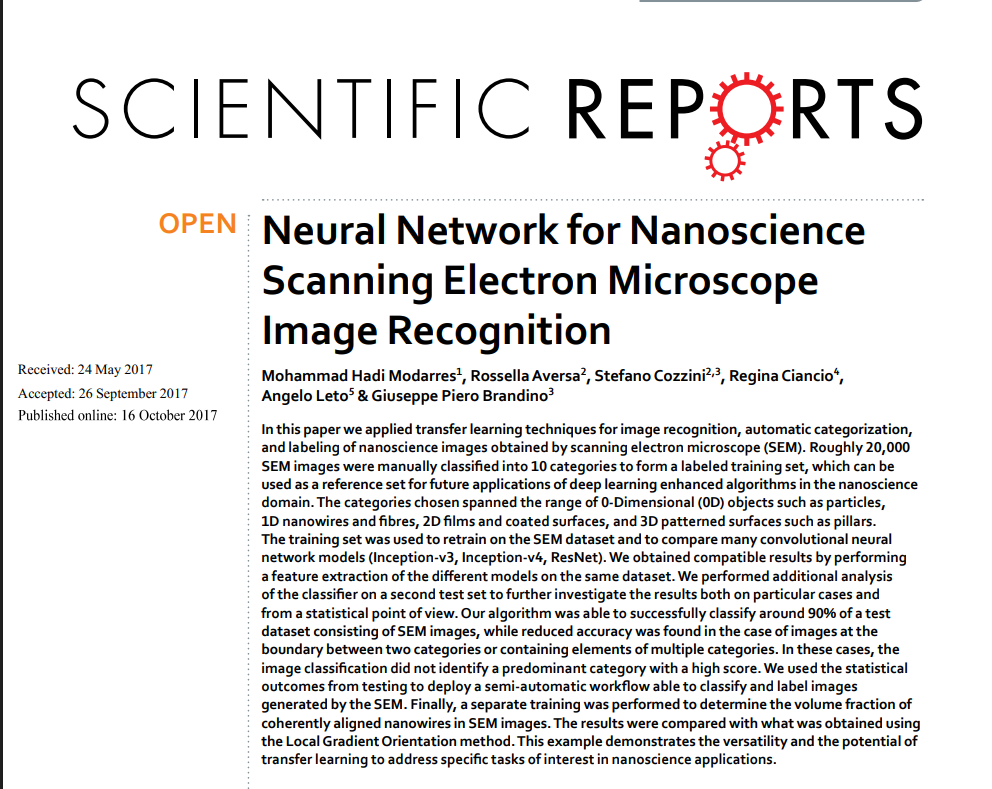 SCIENTIFIC REPORTS
OPEN
Neural Network for Nanoscience
Scanning Electron Microscope
Image Recognition
Received: 24 May 2017
Accepted: 26 September 2017
Published online: 16 October 2017
Mohammad Hadi Modarres1, Rossella Aversa2, Stefano Cozzini2,3, Regina Ciancio4,
Angelo Leto5 & Giuseppe Piero Brandino3
In this paper we applied transfer learning techniques for image recognition, automatic categorization,
and labeling of nanoscience images obtained by scanning electron microscope (SEM). Roughly 20,000
SEM images were manually classified into 10 categories to form a labeled training set, which can be
used as a reference set for future applications of deep learning enhanced algorithms in the nanoscience
domain. The categories chosen spanned the range of 0-Dimensional (0D) objects such as particles,
1D nanowires and fibres, 2D films and coated surfaces, and 3D patterned surfaces such as pillars.
The training set was used to retrain on the SEM dataset and to compare many convolutional neural
network models (Inception-v3, Inception-v4, ResNet). We obtained compatible results by performing
a feature extraction of the different models on the same dataset. We performed additional analysis
of the classifier on a second test set to further investigate the results both on particular cases and
from a statistical point of view. Our algorithm was able to successfully classify around 90% of a test
dataset consisting of SEM images, while reduced accuracy was found in the case of images at the
boundary between two categories or containing elements of multiple categories. In these cases, the
image classification did not identify a predominant category with a high score. We used the statistical
outcomes from testing to deploy a semi-automatic workflow able to classify and label images
generated by the SEM. Finally, a separate training was performed to determine the volume fraction of
coherently aligned nanowires in SEM images. The results were compared with what was obtained using
the Local Gradient Orientation method. This example demonstrates the versatility and the potential of
transfer learning to address specific tasks of interest in nanoscience applications.